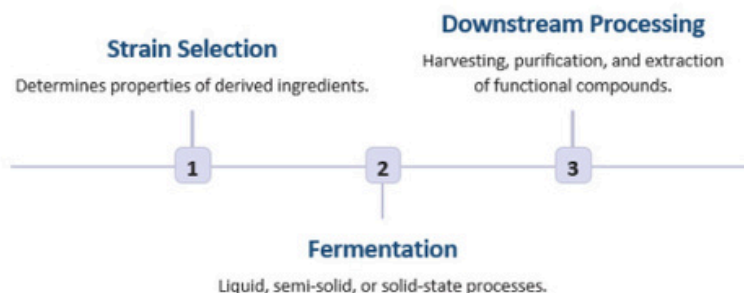 Strain Selection
Determines properties of derived ingredients.
Downstream Processing
Harvesting, purification, and extraction
of functional compounds.
1
2
3
Fermentation
Liquid, semi-solid, or solid-state processes.